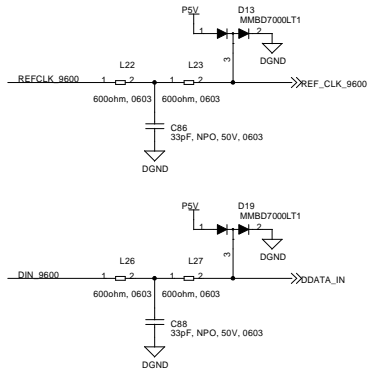 D13
MMBD7000LT1
P5V
1
2
DGND
3
L22
L23
REFCLK_9600
1
2
1
2
REF_CLK_9600
600ohm, 0603
600ohm, 0603
C86
33pF, NPO, 50V, 0603
DGND
D19
MMBD7000LT1
P5V
1
2
DGND
3
L26
L27
DIN_9600
1
2
1
2
DDATA_IN
600ohm, 0603
600ohm, 0603
C88
33pF, NPO, 50V, 0603
DGND